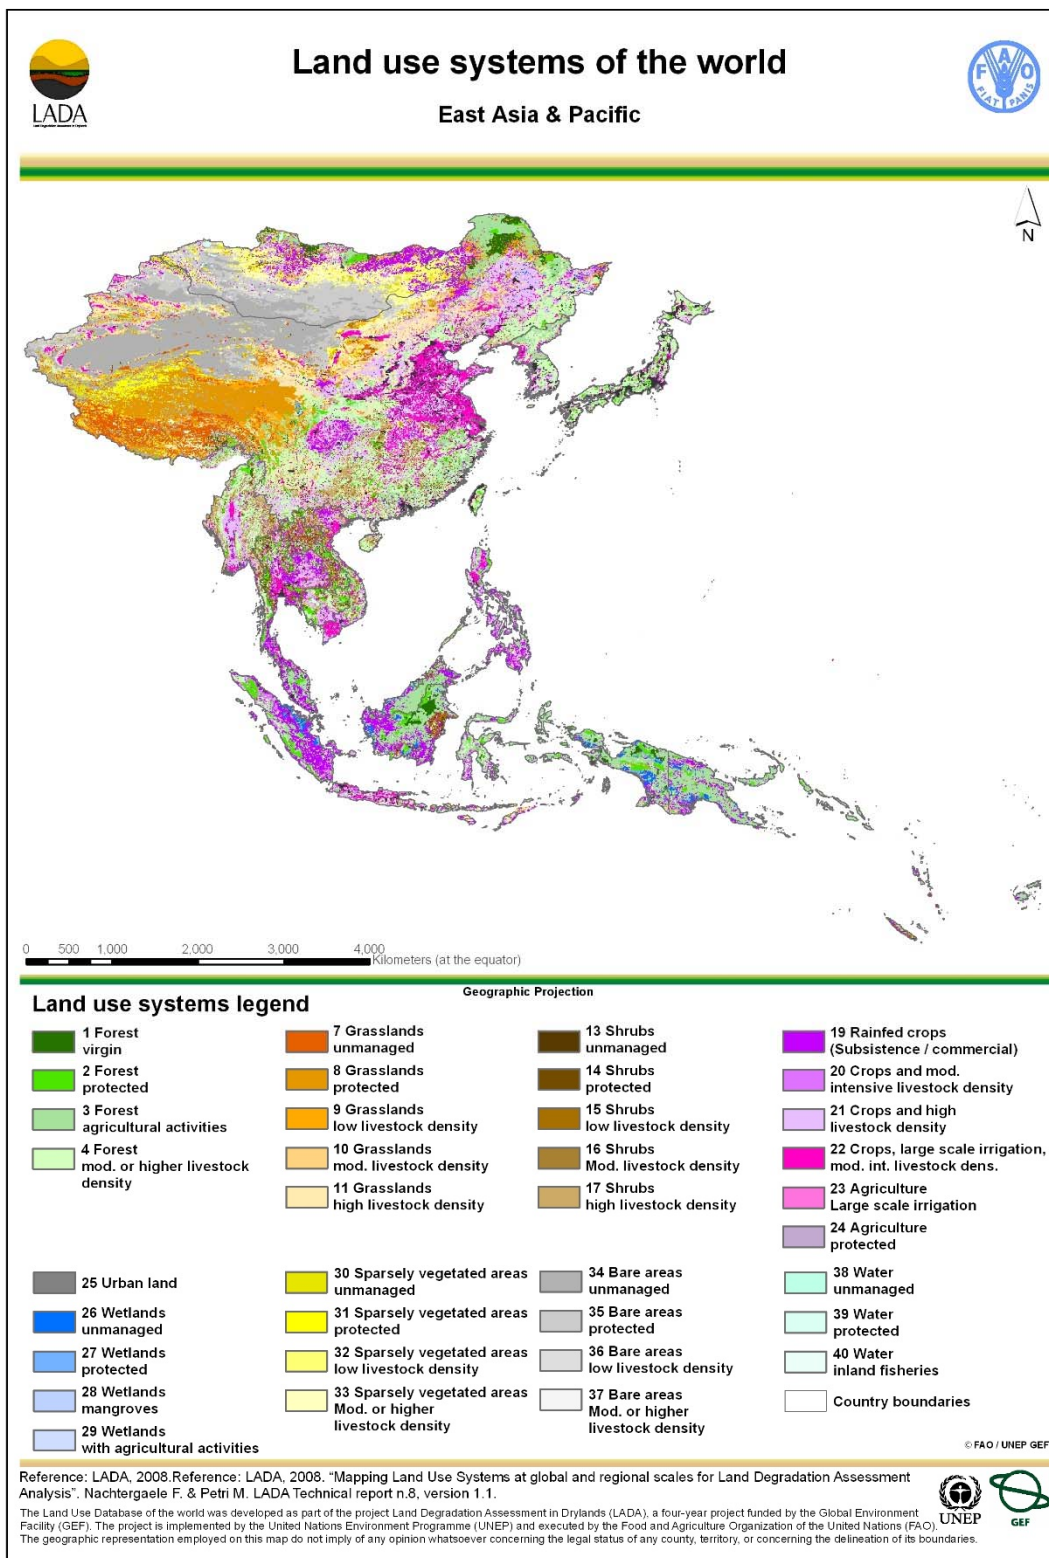 Land use systems of the world
East Asia & Pacific
LADA
F A O
FIAT PANIS
N
0 500 1,000 2,000 3,000 4,000
Kilometers (at the equator)
Geographic Projection
Land use systems legend
1 Forest
virgin
2 Forest
protected
3 Forest
agricultural activities
4 Forest
mod. or higher livestock
density
7 Grasslands
unmanaged
8 Grasslands
protected
9 Grasslands
low livestock density
10 Grasslands
mod. livestock density
11 Grasslands
high livestock density
13 Shrubs
unmanaged
14 Shrubs
protected
15 Shrubs
low livestock density
16 Shrubs
Mod. livestock density
17 Shrubs
high livestock density
19 Rainfed crops
(Subsistence / commercial)
20 Crops and mod.
intensive livestock density
21 Crops and high
livestock density
22 Crops, large scale irrigation,
mod. int. livestock dens.
23 Agriculture
Large scale irrigation
24 Agriculture
protected
25 Urban land
26 Wetlands
unmanaged
27 Wetlands
protected
28 Wetlands
mangroves
29 Wetlands
with agricultural activities
30 Sparsely vegetated areas
unmanaged
31 Sparsely vegetated areas
protected
32 Sparsely vegetated areas
low livestock density
33 Sparsely vegetated areas
Mod. or higher
livestock density
34 Bare areas
unmanaged
35 Bare areas
protected
36 Bare areas
low livestock density
37 Bare areas
Mod. or higher
livestock density
38 Water
unmanaged
39 Water
protected
40 Water
inland fisheries
Country boundaries
© FAO / UNEP GEF
Reference: LADA, 2008.Reference: LADA, 2008. “Mapping Land Use Systems at global and regional scales for Land Degradation Assessment
Analysis”. Nachtergaele F. & Petri M. LADA Technical report n.8, version 1.1.
The Land Use Database of the world was developed as part of the project Land Degradation Assessment in Drylands (LADA), a four-year project funded by the Global Environment
Facility (GEF). The project is implemented by the United Nations Environment Programme (UNEP) and executed by the Food and Agriculture Organization of the United Nations (FAO).
The geographic representation employed on this map do not imply of any opinion whatsoever concerning the legal status of any county, territory, or concerning the delineation of its boundaries.
UNEP
GEF